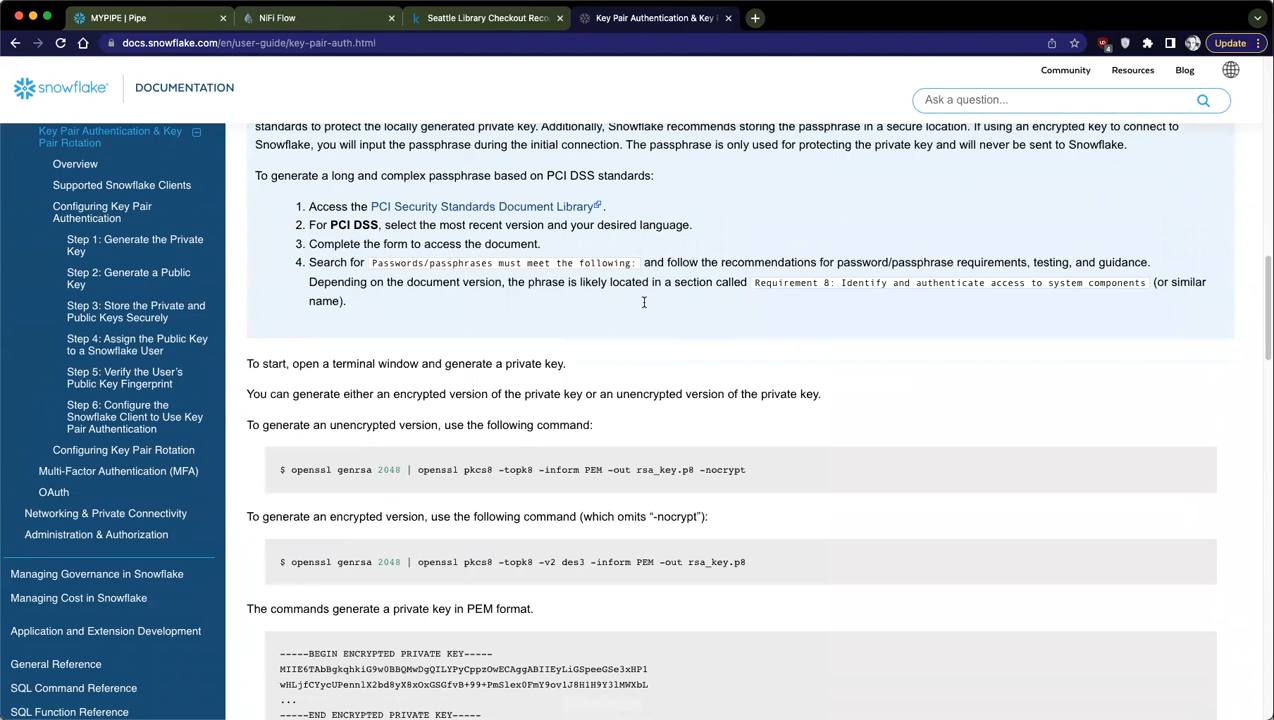 MYPIPE | Pipe
NiFi Flow
Seattle Library Checkout Reco
Key Pair Authentication & Key
docs.snowflake.com/en/user-guide/key-pair-auth.html
Update
4
snowflake®
DOCUMENTATION
Community
Resources
Blog
Ask a question...
Key Pair Authentication & Key
Pair Rotation
Overview
Supported Snowflake Clients
Configuring Key Pair
Authentication
Step 1: Generate the Private
Key
Step 2: Generate a Public
Key
Step 3: Store the Private and
Public Keys Securely
Step 4: Assign the Public Key
to a Snowflake User
Step 5: Verify the User's
Public Key Fingerprint
Step 6: Configure the
Snowflake Client to Use Key
Pair Authentication
Configuring Key Pair Rotation
Multi-Factor Authentication (MFA)
OAuth
Networking & Private Connectivity
Administration & Authorization
Managing Governance in Snowflake
Managing Cost in Snowflake
Application and Extension Development
General Reference
SQL Command Reference
SQL Function Reference
standards to protect the locally generated private key. Additionally, Snowflake recommends storing the passphrase in a secure location. If using an encrypted key to connect to
Snowflake, you will input the passphrase during the initial connection. The passphrase is only used for protecting the private key and will never be sent to Snowflake.
To generate a long and complex passphrase based on PCI DSS standards:
1. Access the PCI Security Standards Document Library .
2. For PCI DSS, select the most recent version and your desired language.
3. Complete the form to access the document.
4. Search for Passwords/passphrases must meet the following: and follow the recommendations for password/passphrase requirements, testing, and guidance.
Depending on the document version, the phrase is likely located in a section called Requirement 8: Identify and authenticate access to system components (or similar
name).
To start, open a terminal window and generate a private key.
You can generate either an encrypted version of the private key or an unencrypted version of the private key.
To generate an unencrypted version, use the following command:
$ openssl genrsa 2048 | openssl pkcs8 -topk8 -inform PEM -out rsa_key.p8 -nocrypt
To generate an encrypted version, use the following command (which omits “-nocrypt”):
$ openssl genrsa 2048 | openssl pkcs8 -topk8 -v2 des3 -inform PEM -out rsa_key.p8
The commands generate a private key in PEM format.
-----BEGIN ENCRYPTED PRIVATE KEY-----
MIIE6TAbBgkqhkiG9w0BBQMwDgQILYPyCppzOwECAggABIIEyLiGSpeeGSe3xHP1
wHLjfCYycUPennlX2bd8yX8xOxGSGfvB+99+PmSlex0FmY9ov1J8H1H9Y3lMWXbL
...
-----END ENCRYPTED PRIVATE KEY-----